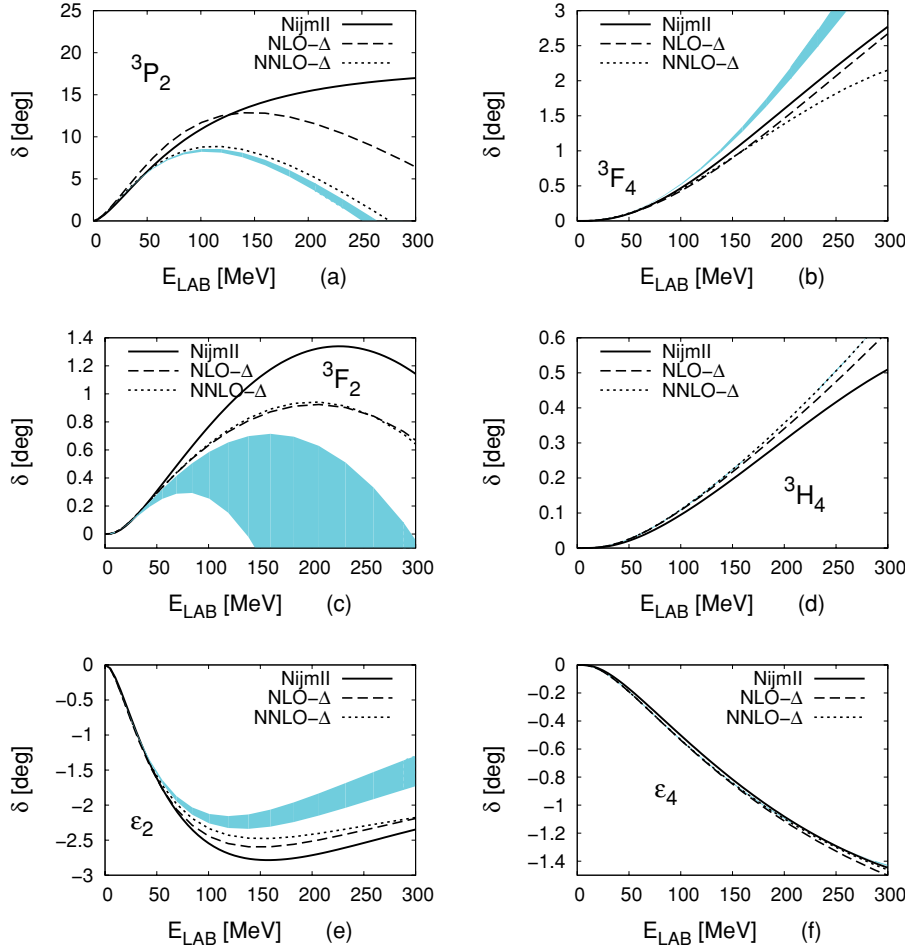 25
20
15
10
5
0
δ [deg]
³P₂
NijmII
NLO−Δ
NNLO−Δ
0 50 100 150 200 250 300
E_LAB [MeV] (a)
3
2.5
2
1.5
1
0.5
0
δ [deg]
NijmII
NLO−Δ
NNLO−Δ
³F₄
0 50 100 150 200 250 300
E_LAB [MeV] (b)
1.4
1.2
1
0.8
0.6
0.4
0.2
0
δ [deg]
NijmII
NLO−Δ
NNLO−Δ
³F₂
0 50 100 150 200 250 300
E_LAB [MeV] (c)
0.6
0.5
0.4
0.3
0.2
0.1
0
δ [deg]
NijmII
NLO−Δ
NNLO−Δ
³H₄
0 50 100 150 200 250 300
E_LAB [MeV] (d)
0
−0.5
−1
−1.5
−2
−2.5
−3
δ [deg]
NijmII
NLO−Δ
NNLO−Δ
ε₂
0 50 100 150 200 250 300
E_LAB [MeV] (e)
0
−0.2
−0.4
−0.6
−0.8
−1
−1.2
−1.4
δ [deg]
NijmII
NLO−Δ
NNLO−Δ
ε₄
0 50 100 150 200 250 300
E_LAB [MeV] (f)